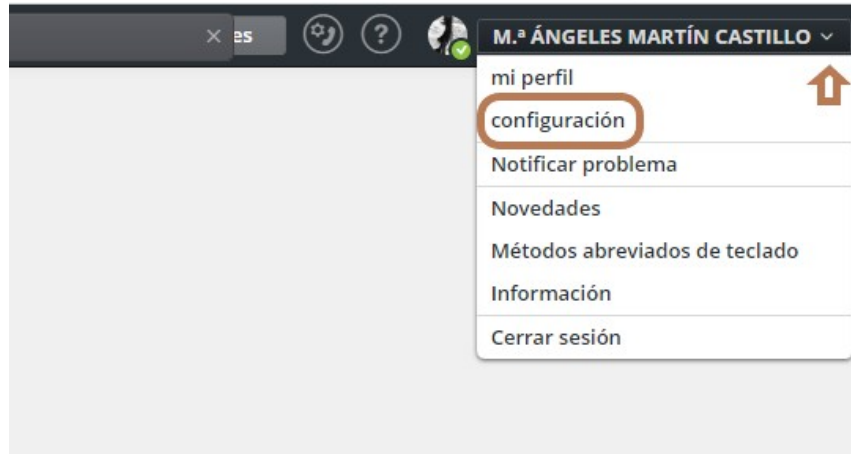 es
?
M.ª ÁNGELES MARTÍN CASTILLO
mi perfil
configuración
Notificar problema
Novedades
Métodos abreviados de teclado
Información
Cerrar sesión